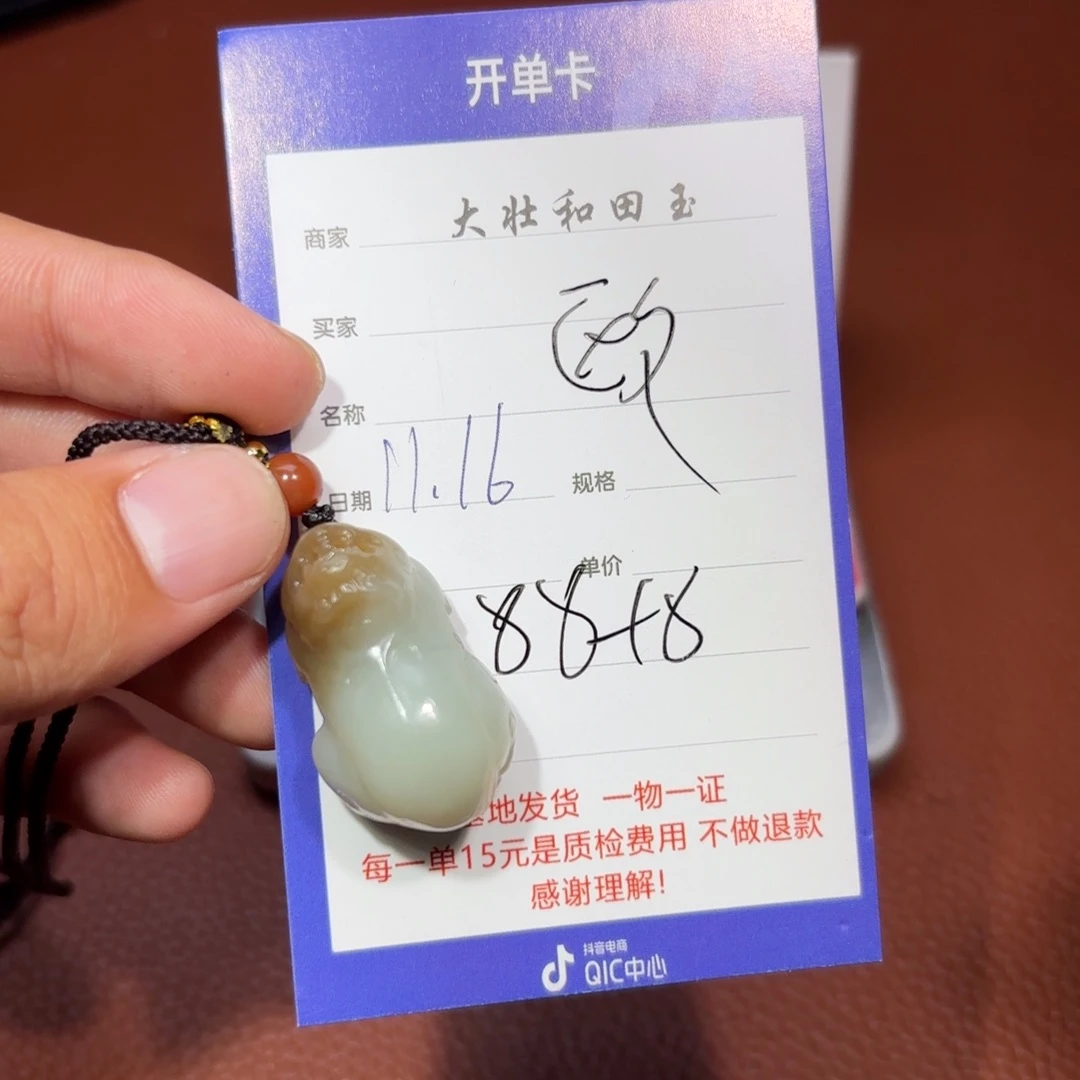 开单卡
商家 大壮和田玉
买家
名称
日期 11.16 规格
单价
地发货 一物一证
每一单15元是质检费用 不做退款
感谢理解!
抖音电商
QIC中心